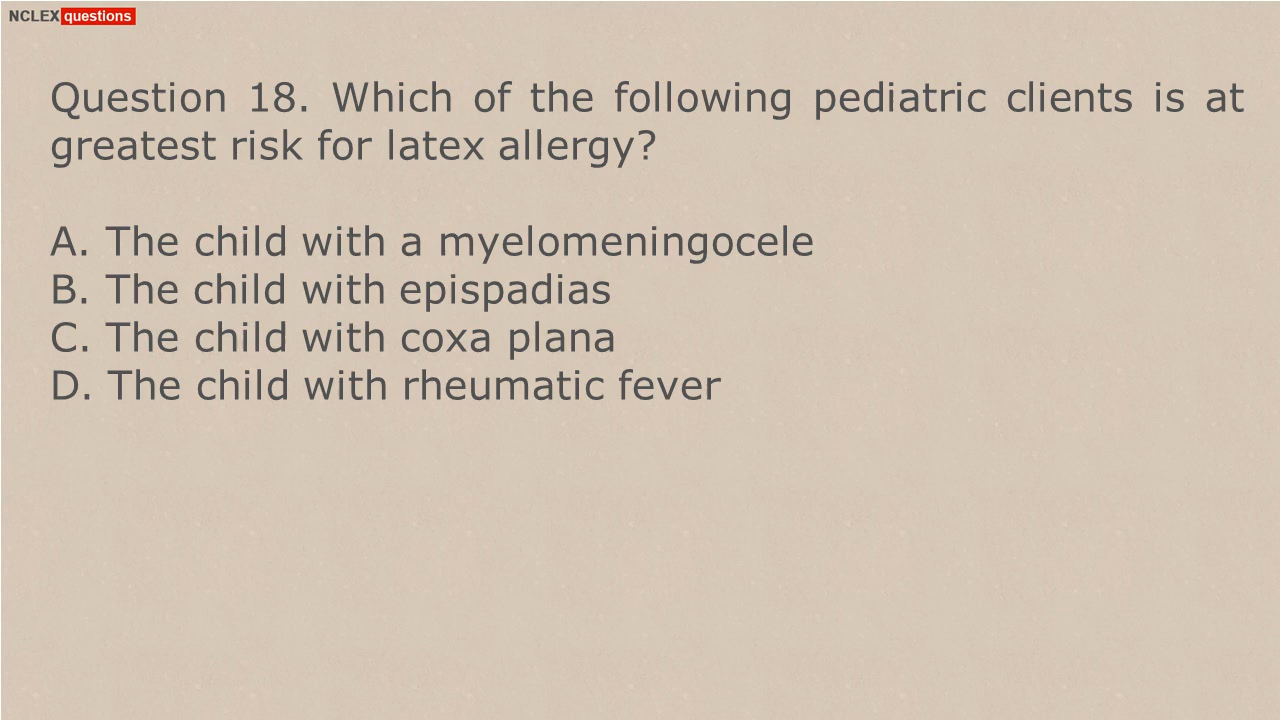 NCLEX questions
Question 18. Which of the following pediatric clients is at
greatest risk for latex allergy?
A. The child with a myelomeningocele
B. The child with epispadias
C. The child with coxa plana
D. The child with rheumatic fever